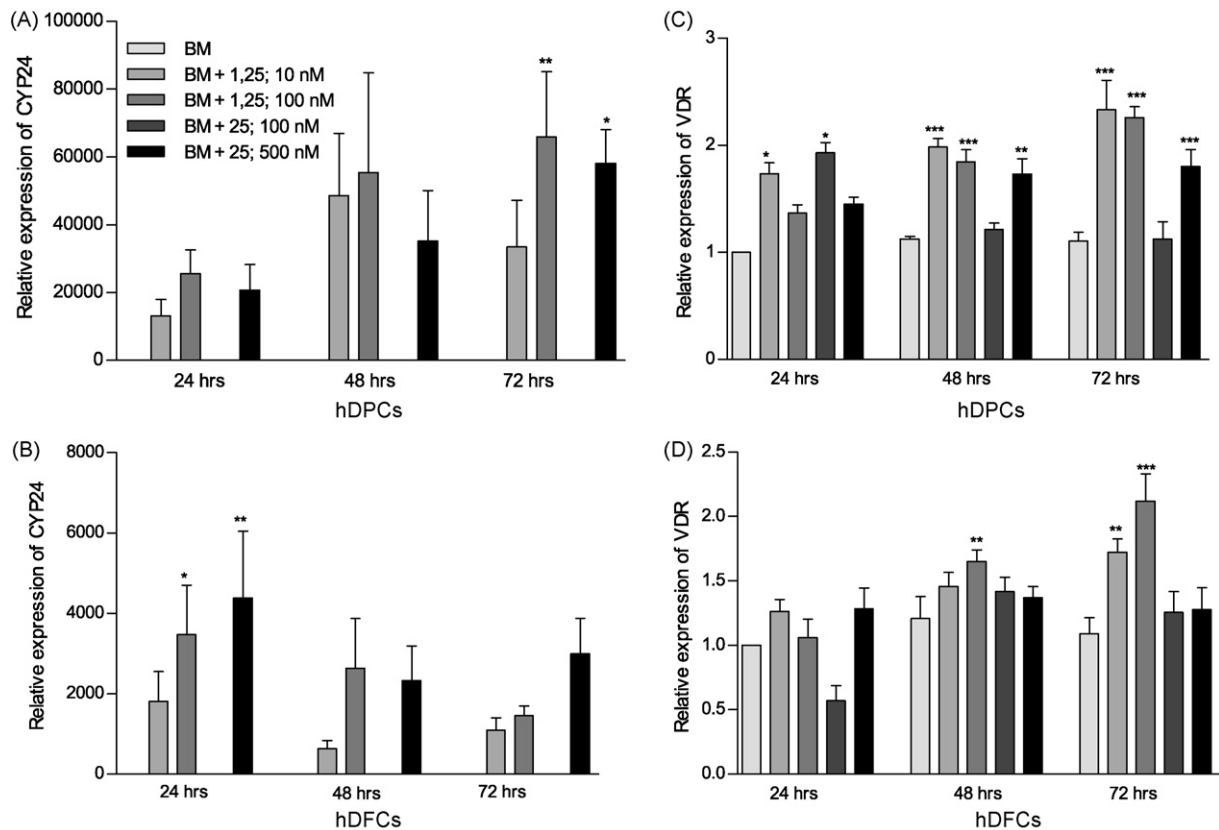 (A)
Relative expression of CYP24
100000
80000
60000
40000
20000
0
BM
BM + 1,25; 10 nM
BM + 1,25; 100 nM
BM + 25; 100 nM
BM + 25; 500 nM
**
*
24 hrs 48 hrs 72 hrs
hDPCs
(C)
Relative expression of VDR
3
2
1
0
* * *** *** ** *** *** ***
24 hrs 48 hrs 72 hrs
hDPCs
(B)
Relative expression of CYP24
8000
6000
4000
2000
0
* **
24 hrs 48 hrs 72 hrs
hDFCs
(D)
Relative expression of VDR
2.5
2.0
1.5
1.0
0.5
0.0
** ** ***
24 hrs 48 hrs 72 hrs
hDFCs